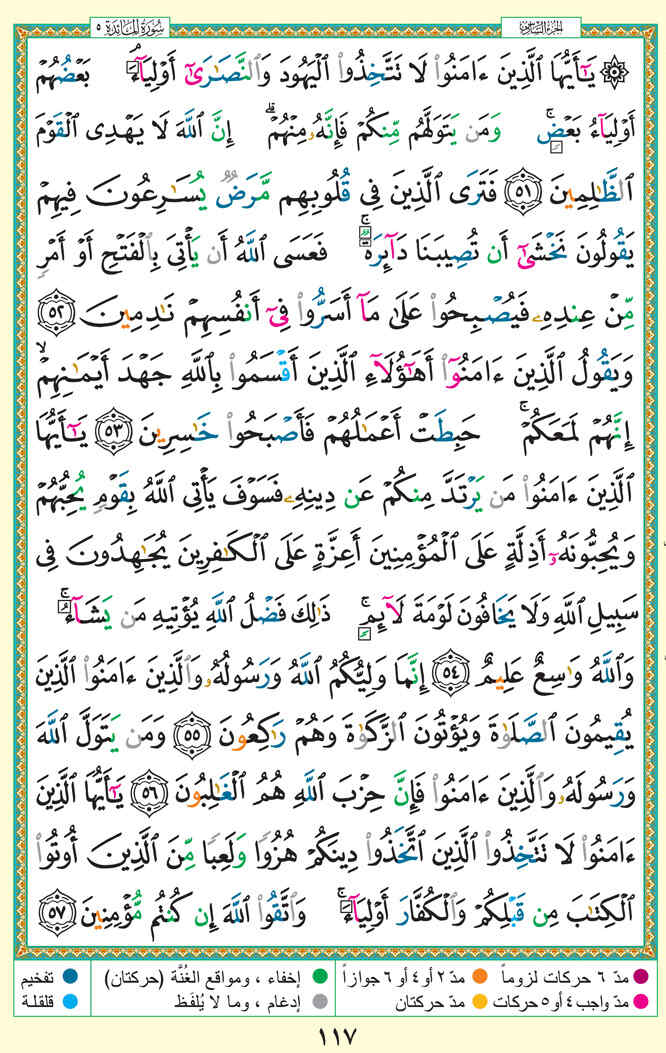 سُورَةُ المَائدة ٥
الجزء السادس
۞ يَـٰٓأَيُّهَا ٱلَّذِينَ ءَامَنُوا۟ لَا تَتَّخِذُوا۟ ٱلْيَهُودَ وَٱلنَّصَـٰرَىٰٓ أَوْلِيَآءَۘ بَعْضُهُمْ
أَوْلِيَآءُ بَعْضٍۚ وَمَن يَتَوَلَّهُم مِّنكُمْ فَإِنَّهُۥ مِنْهُمْۗ إِنَّ ٱللَّهَ لَا يَهْدِى ٱلْقَوْمَ
ٱلظَّـٰلِمِينَ ٥١ فَتَرَى ٱلَّذِينَ فِى قُلُوبِهِم مَّرَضٌ يُسَـٰرِعُونَ فِيهِمْ
يَقُولُونَ نَخْشَىٰٓ أَن تُصِيبَنَا دَآئِرَةٌۚ فَعَسَى ٱللَّهُ أَن يَأْتِىَ بِٱلْفَتْحِ أَوْ أَمْرٍ
مِّنْ عِندِهِۦ فَيُصْبِحُوا۟ عَلَىٰ مَآ أَسَرُّوا۟ فِىٓ أَنفُسِهِمْ نَـٰدِمِينَ ٥٢
وَيَقُولُ ٱلَّذِينَ ءَامَنُوٓا۟ أَهَـٰٓؤُلَآءِ ٱلَّذِينَ أَقْسَمُوا۟ بِٱللَّهِ جَهْدَ أَيْمَـٰنِهِمْۙ
إِنَّهُمْ لَمَعَكُمْۚ حَبِطَتْ أَعْمَـٰلُهُمْ فَأَصْبَحُوا۟ خَـٰسِرِينَ ٥٣ يَـٰٓأَيُّهَا
ٱلَّذِينَ ءَامَنُوا۟ مَن يَرْتَدَّ مِنكُمْ عَن دِينِهِۦ فَسَوْفَ يَأْتِى ٱللَّهُ بِقَوْمٍ يُحِبُّهُمْ
وَيُحِبُّونَهُۥٓ أَذِلَّةٍ عَلَى ٱلْمُؤْمِنِينَ أَعِزَّةٍ عَلَى ٱلْكَـٰفِرِينَ يُجَـٰهِدُونَ فِى
سَبِيلِ ٱللَّهِ وَلَا يَخَافُونَ لَوْمَةَ لَآئِمٍۚ ذَٰلِكَ فَضْلُ ٱللَّهِ يُؤْتِيهِ مَن يَشَآءُۚ
وَٱللَّهُ وَٰسِعٌ عَلِيمٌ ٥٤ إِنَّمَا وَلِيُّكُمُ ٱللَّهُ وَرَسُولُهُۥ وَٱلَّذِينَ ءَامَنُوا۟ ٱلَّذِينَ
يُقِيمُونَ ٱلصَّلَوٰةَ وَيُؤْتُونَ ٱلزَّكَوٰةَ وَهُمْ رَٰكِعُونَ ٥٥ وَمَن يَتَوَلَّ ٱللَّهَ
وَرَسُولَهُۥ وَٱلَّذِينَ ءَامَنُوا۟ فَإِنَّ حِزْبَ ٱللَّهِ هُمُ ٱلْغَـٰلِبُونَ ٥٦ يَـٰٓأَيُّهَا ٱلَّذِينَ
ءَامَنُوا۟ لَا تَتَّخِذُوا۟ ٱلَّذِينَ ٱتَّخَذُوا۟ دِينَكُمْ هُزُوًا وَلَعِبًا مِّنَ ٱلَّذِينَ أُوتُوا۟
ٱلْكِتَـٰبَ مِن قَبْلِكُمْ وَٱلْكُفَّارَ أَوْلِيَآءَۚ وَٱتَّقُوا۟ ٱللَّهَ إِن كُنتُم مُّؤْمِنِينَ ٥٧
مدّ ٦ حركات لزوماً مدّ ٢ أو ٤ أو ٦ جوازاً إخفاء ، ومواقع الغُنَّة (حركتان) تفخيم
مدّ واجب ٤ أو ٥ حركات مدّ حركتان إدغام ، وما لا يُلفَظ قلقلة
١١٧